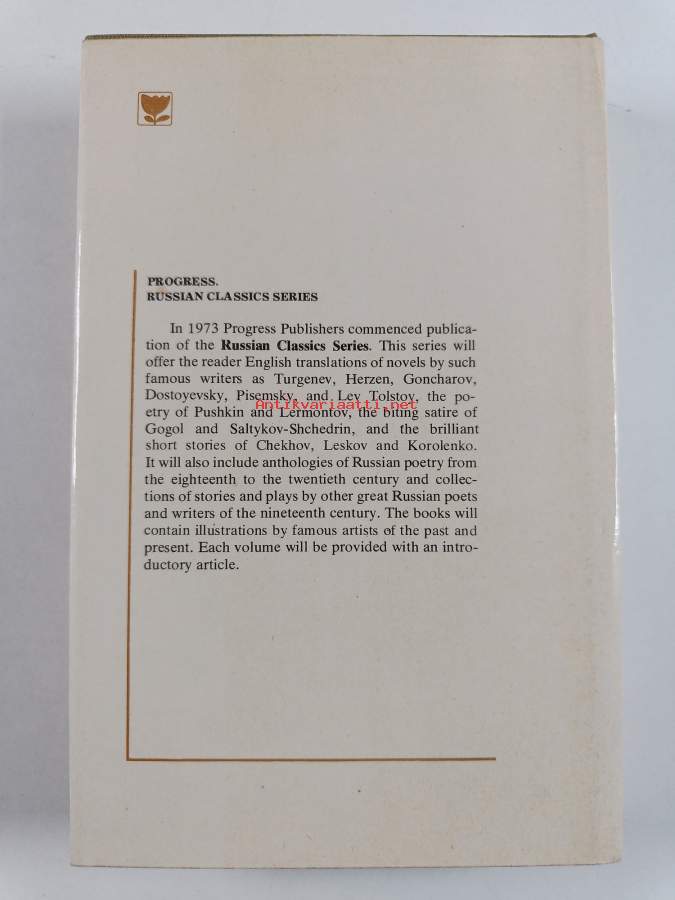 PROGRESS.
RUSSIAN CLASSICS SERIES
In 1973 Progress Publishers commenced publica-
tion of the Russian Classics Series. This series will
offer the reader English translations of novels by such
famous writers as Turgenev, Herzen, Goncharov,
Dostoyevsky, Pisemsky, and Lev Tolstoy, the po-
Antikvariaatti.net
etry of Pushkin and Lermontov, the biting satire of
Gogol and Saltykov-Shchedrin, and the brilliant
short stories of Chekhov, Leskov and Korolenko.
It will also include anthologies of Russian poetry from
the eighteenth to the twentieth century and collec-
tions of stories and plays by other great Russian poets
and writers of the nineteenth century. The books will
contain illustrations by famous artists of the past and
present. Each volume will be provided with an intro-
ductory article.